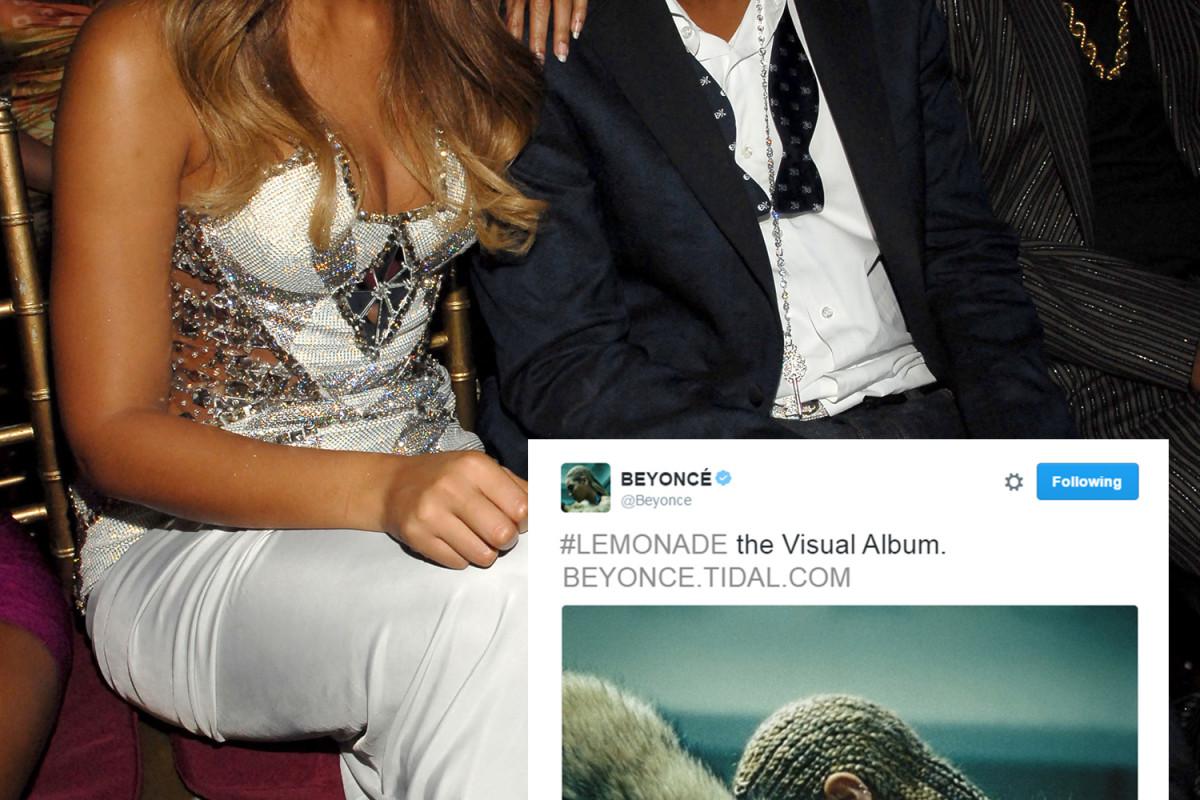 BEYONCÉ
@Beyonce
Following
#LEMONADE the Visual Album.
BEYONCE.TIDAL.COM